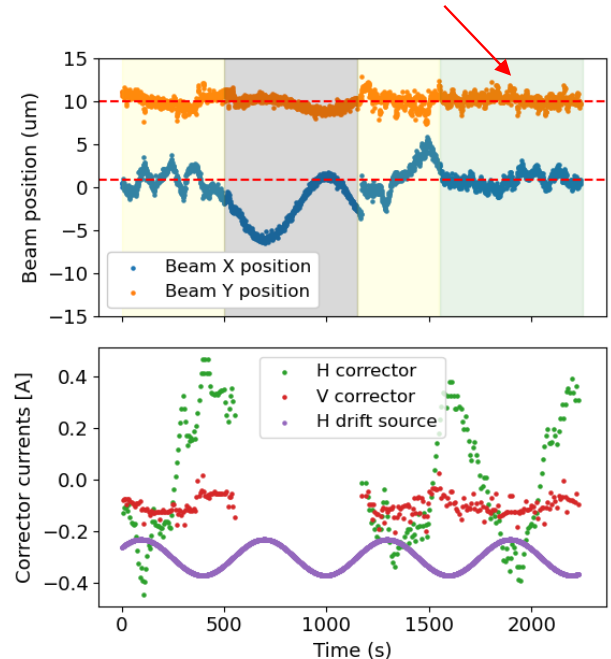 15
10
5
0
−5
−10
−15
Beam position (um)
Beam X position
Beam Y position
0.4
0.2
0.0
−0.2
−0.4
Corrector currents [A]
H corrector
V corrector
H drift source
0 500 1000 1500 2000
Time (s)